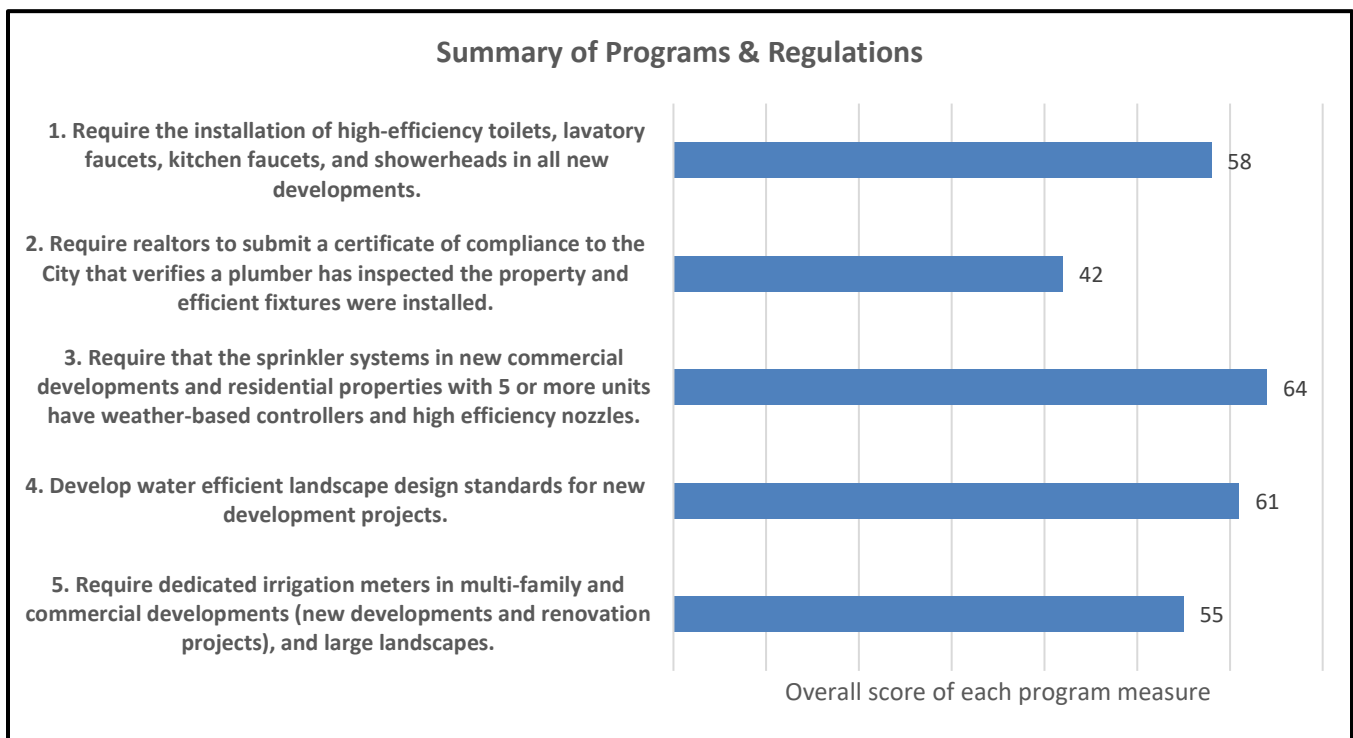 Summary of Programs & Regulations
1. Require the installation of high-efficiency toilets, lavatory
faucets, kitchen faucets, and showerheads in all new
developments.
58
2. Require realtors to submit a certificate of compliance to the
City that verifies a plumber has inspected the property and
efficient fixtures were installed.
42
3. Require that the sprinkler systems in new commercial
developments and residential properties with 5 or more units
have weather-based controllers and high efficiency nozzles.
64
4. Develop water efficient landscape design standards for new
development projects.
61
5. Require dedicated irrigation meters in multi-family and
commercial developments (new developments and renovation
projects), and large landscapes.
55
Overall score of each program measure